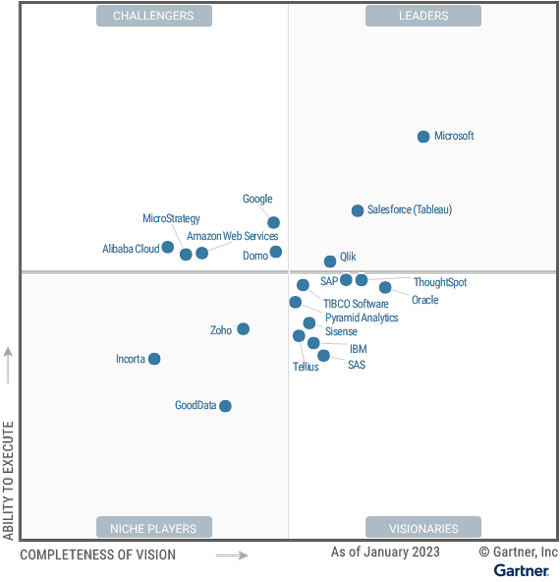 CHALLENGERS
LEADERS
Microsoft
Google
Salesforce (Tableau)
MicroStrategy
Amazon Web Services
Alibaba Cloud
Domo
Qlik
SAP
ThoughtSpot
Oracle
TIBCO Software
Pyramid Analytics
Sisense
Zoho
IBM
Incorta
Tellius
SAS
GoodData
NICHE PLAYERS
VISIONARIES
ABILITY TO EXECUTE
COMPLETENESS OF VISION
As of January 2023
© Gartner, Inc
Gartner